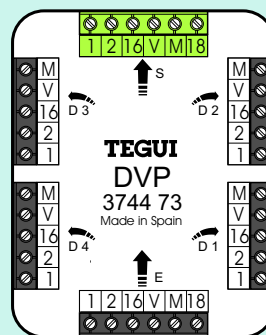 1 2 16 V M 18
S
M
V
16
2
1
D 3
D 2
M
V
16
2
1
TEGUI
DVP
3744 73
Made in Spain
M
V
16
2
1
D 4
D 1
M
V
16
2
1
E
1 2 16 V M 18